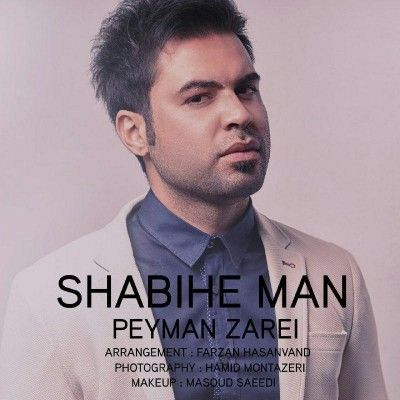 SHABIHE MAN
PEYMAN ZAREI
ARRANGEMENT : FARZAN HASANVAND
PHOTOGRAPHY : HAMID MONTAZERI
MAKEUP : MASOUD SAEEDI